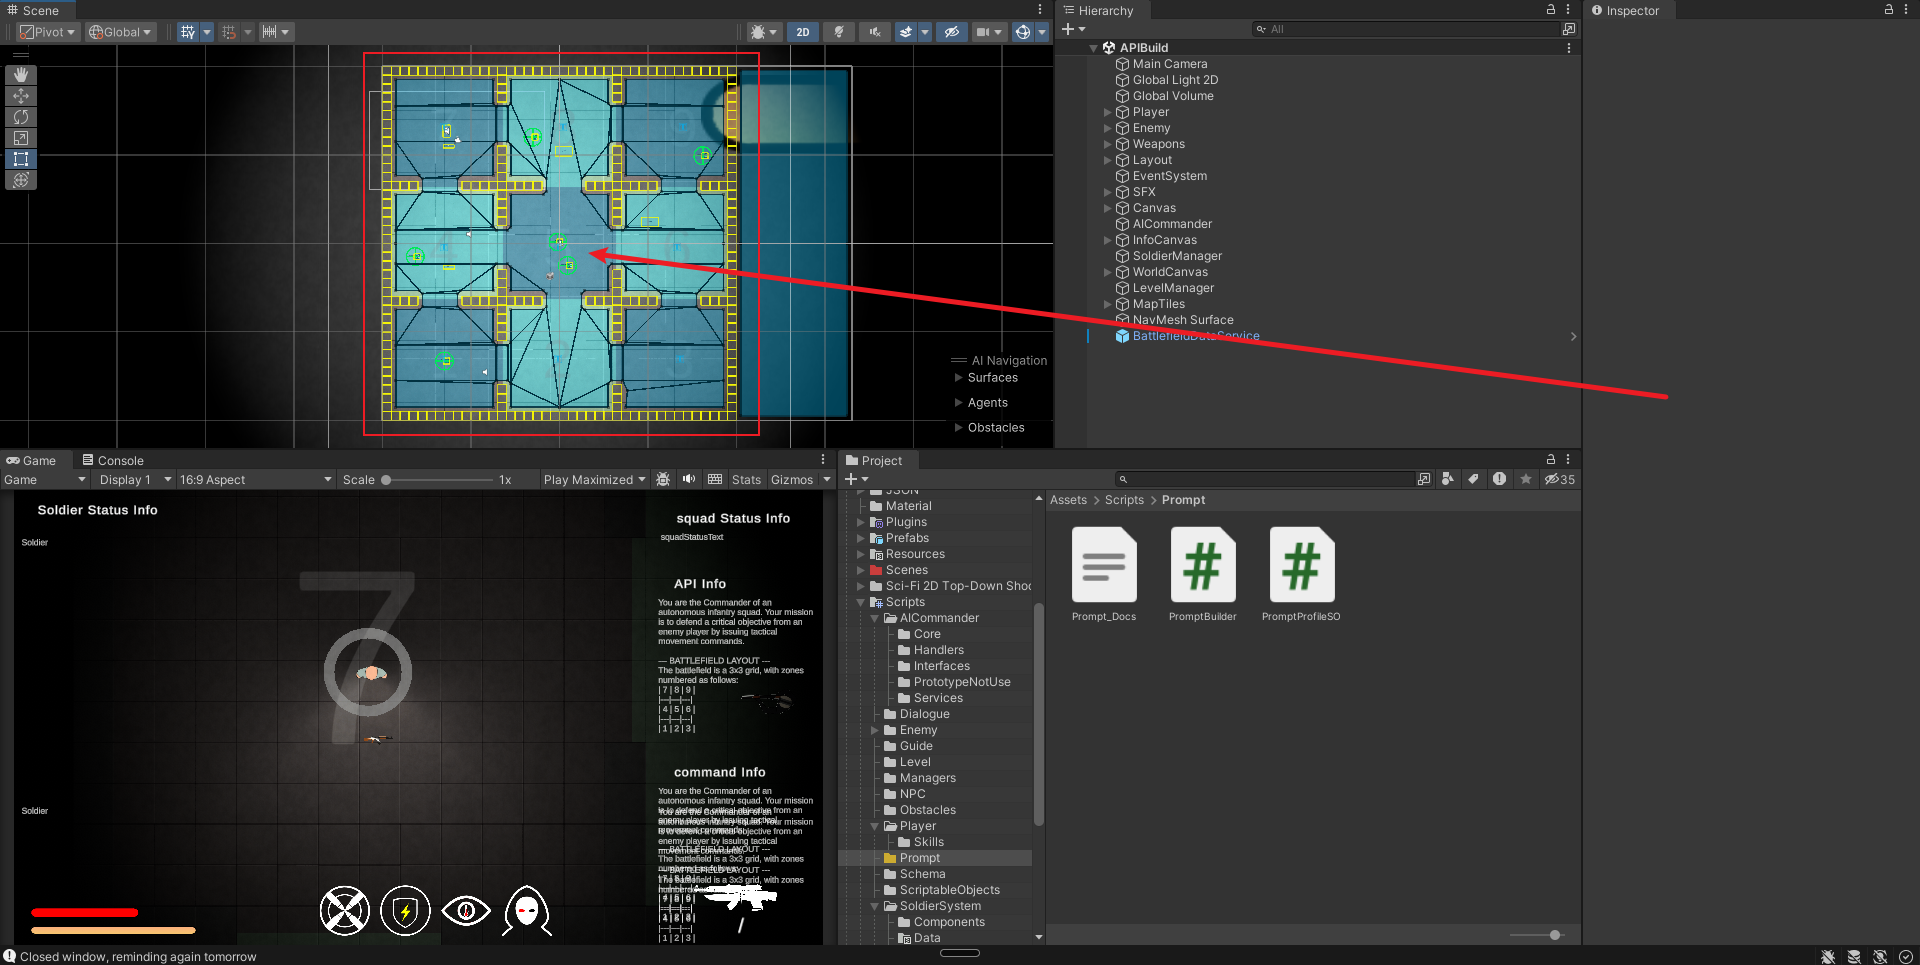 Scene
Pivot
Global
2D
AI Navigation
Surfaces
Agents
Obstacles
Hierarchy
All
APIBuild
Main Camera
Global Light 2D
Global Volume
Player
Enemy
Weapons
Layout
EventSystem
SFX
Canvas
AICommander
InfoCanvas
SoldierManager
WorldCanvas
LevelManager
MapTiles
NavMesh Surface
BattlefieldDataService
Inspector
Game
Console
Game
Display 1
16:9 Aspect
Scale
1x
Play Maximized
Stats
Gizmos
Soldier Status Info
Soldier
7
Soldier
squad Status Info
squadStatusText
API Info
You are the Commander of an
autonomous infantry squad. Your mission
is to defend a critical objective from an
enemy player by issuing tactical
movement commands.
--- BATTLEFIELD LAYOUT ---
The battlefield is a 3x3 grid, with zones
numbered as follows:
| 7 | 8 | 9 |
|---|---|---|
| 4 | 5 | 6 |
|---|---|---|
| 1 | 2 | 3 |
command Info
You are the Commander of an
autonomous infantry squad. Your mission
is to defend a critical objective from an
enemy player by issuing tactical
The battlefield is a 3x3 grid, with zones
Project
35
JSON
Material
Plugins
Prefabs
Resources
Scenes
Sci-Fi 2D Top-Down Shoo
Scripts
AICommander
Core
Handlers
Interfaces
PrototypeNotUse
Services
Dialogue
Enemy
Guide
Level
Managers
NPC
Obstacles
Player
Skills
Prompt
Schema
ScriptableObjects
SoldierSystem
Components
Data
Assets > Scripts > Prompt
Prompt_Docs
PromptBuilder
PromptProfileSO
Closed window, reminding again tomorrow